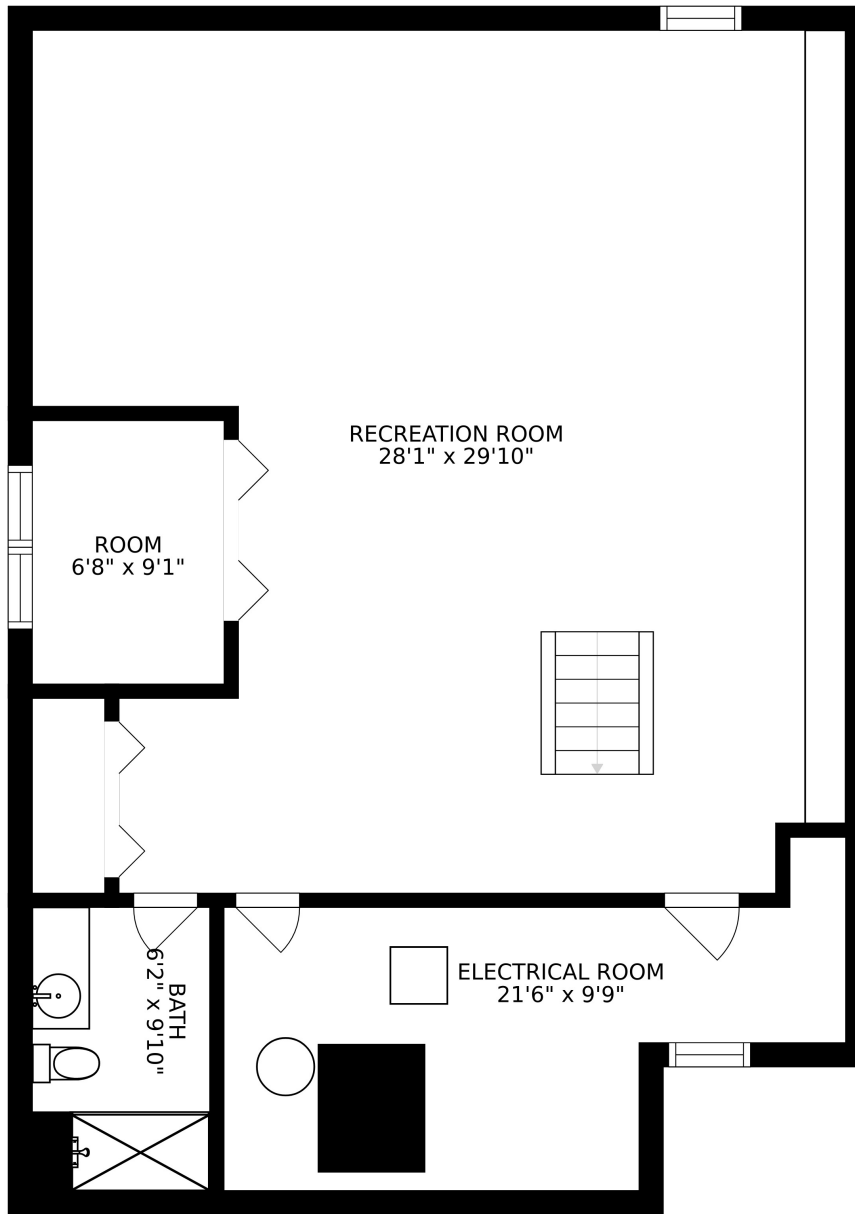 RECREATION ROOM
28'1" x 29'10"
ROOM
6'8" x 9'1"
ELECTRICAL ROOM
21'6" x 9'9"
BATH
6'2" x 9'10"